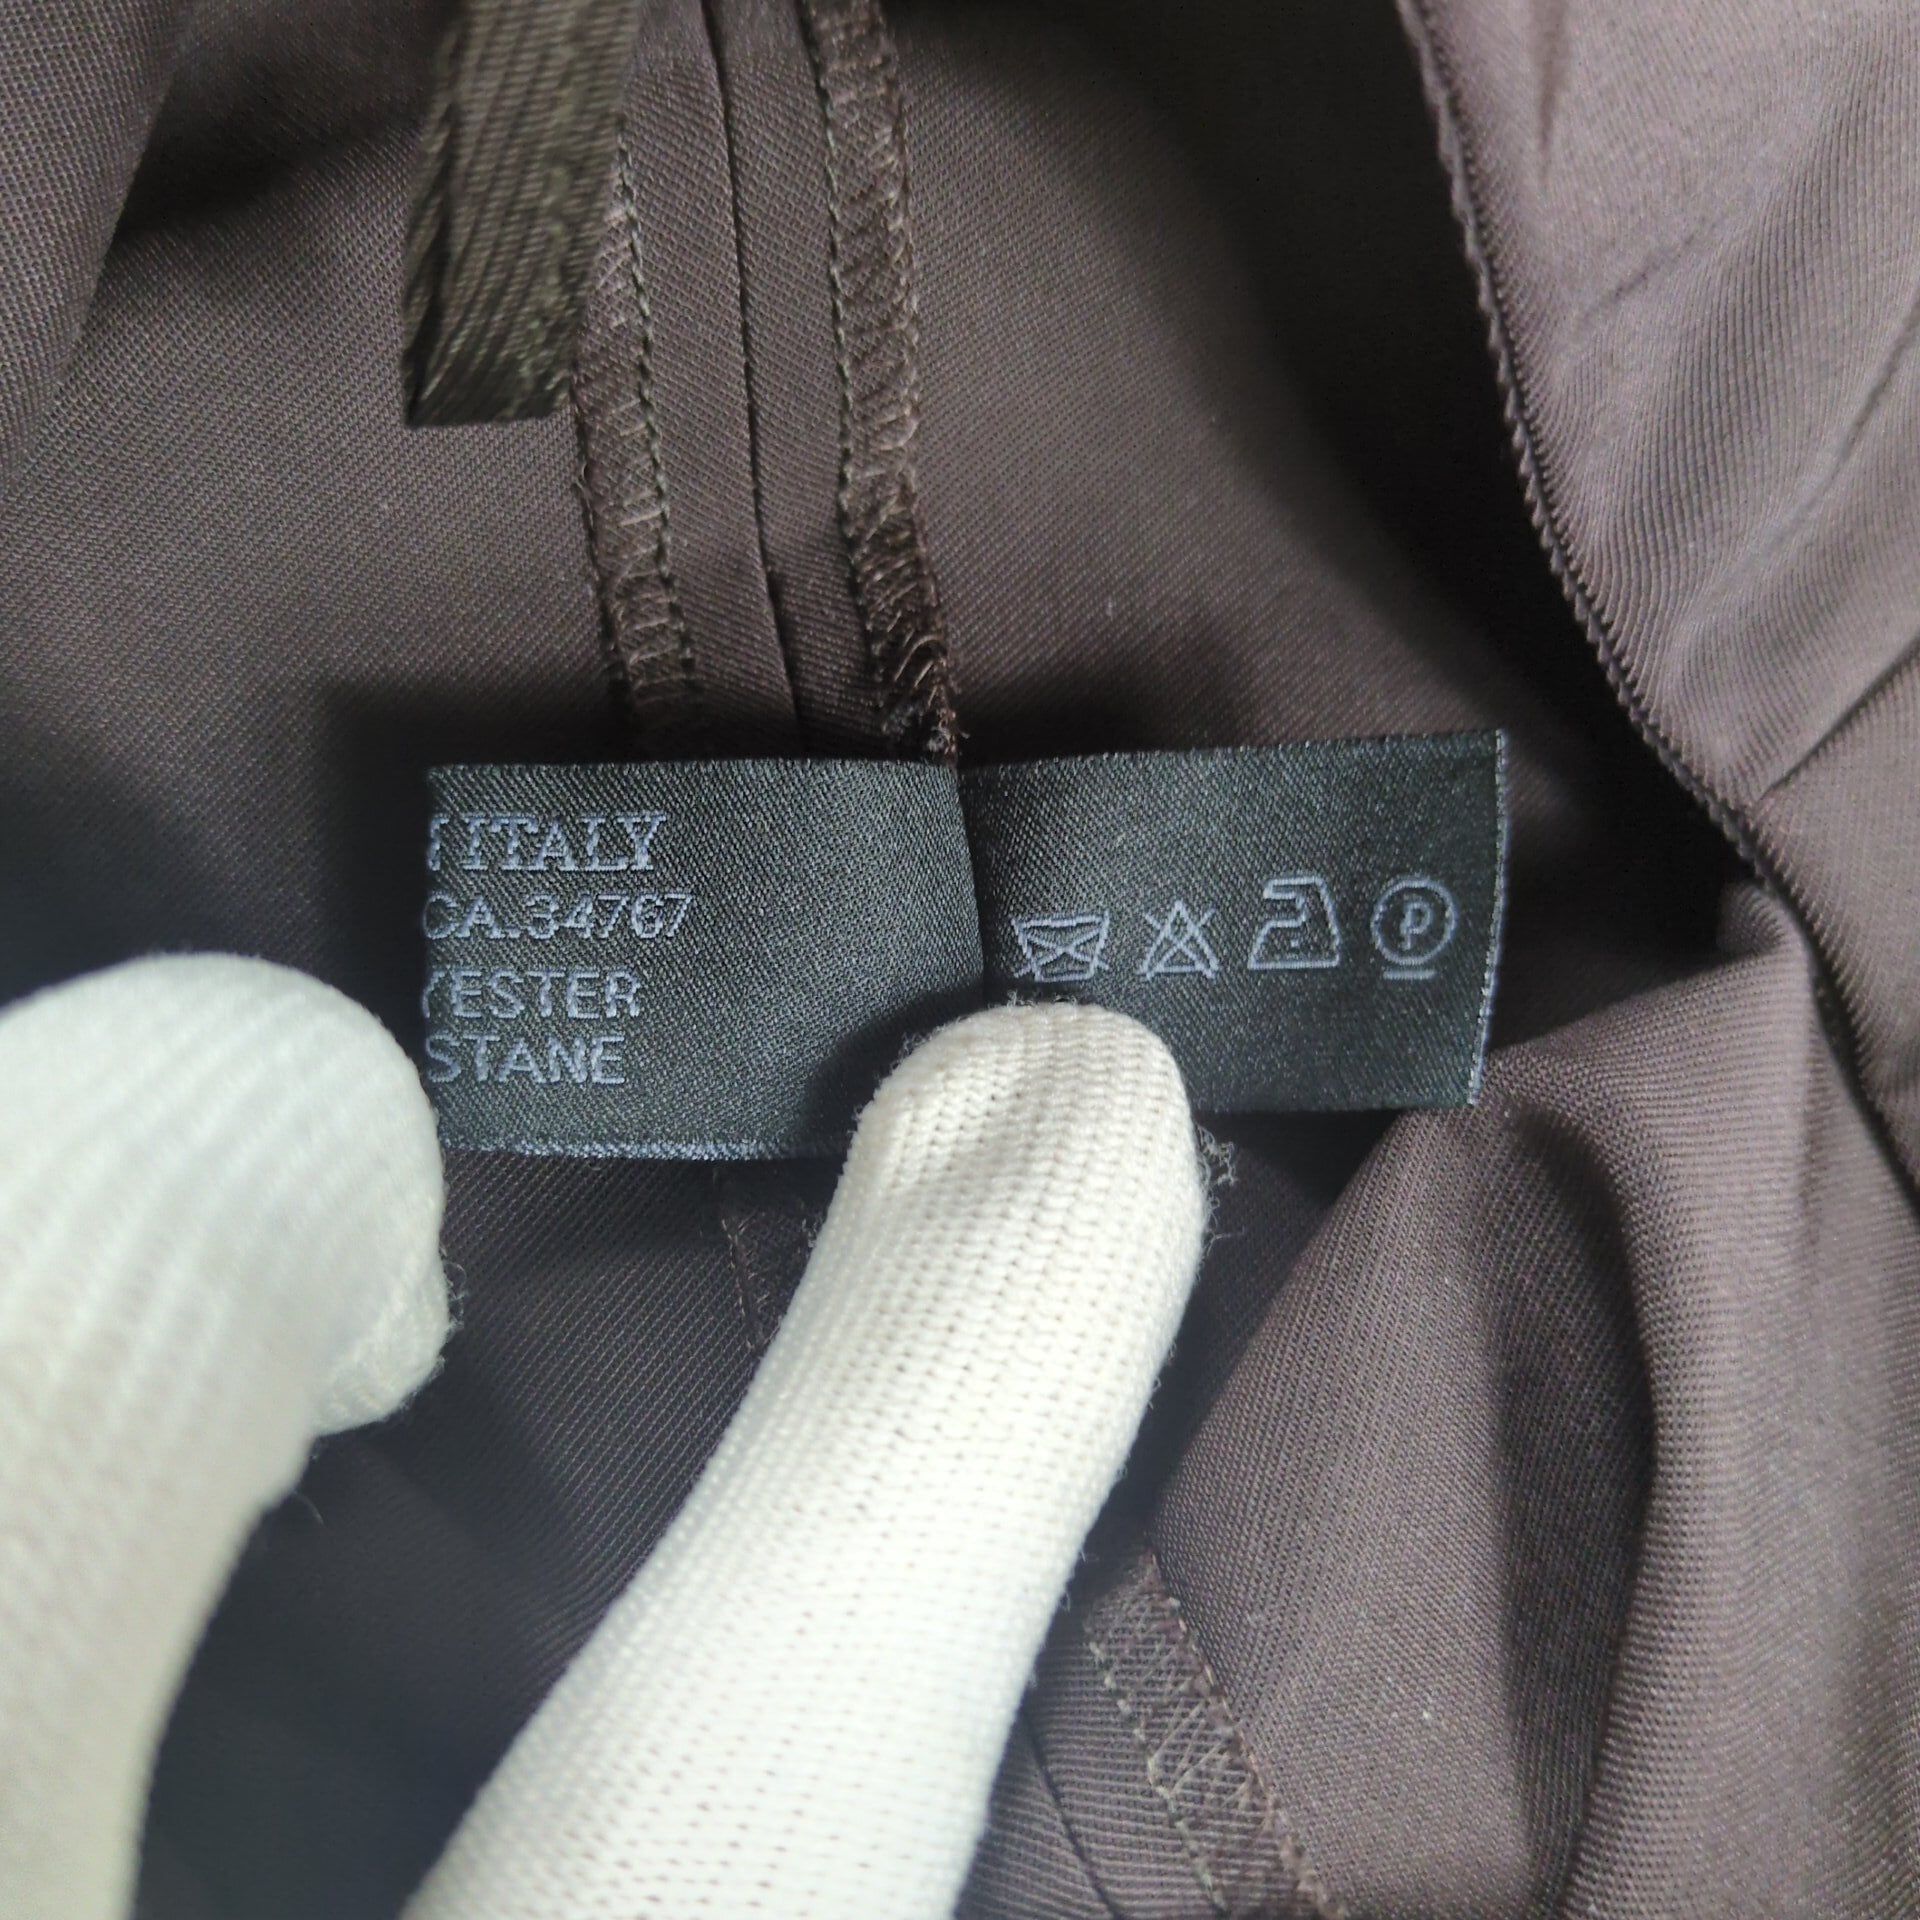 ITALY
CA.34767
YESTER
STANE
P